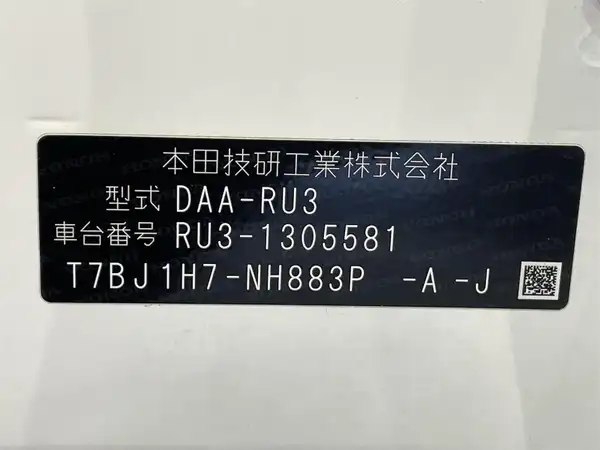 本田技研工業株式会社
型式 DAA-RU3
車台番号 RU3-1305581
T7BJ1H7-NH883P -A-J